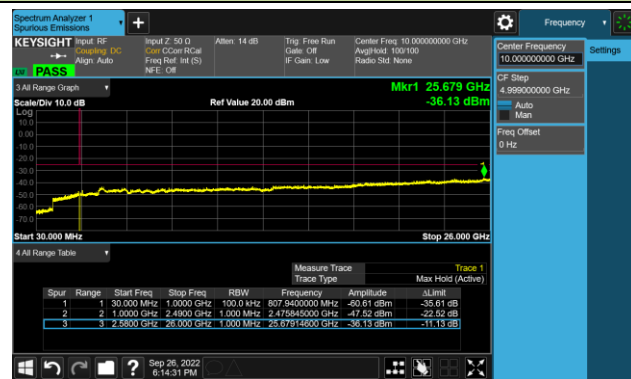 Spectrum Analyzer 1
Spurious Emissions
Frequency
KEYSIGHT
Input: RF
Coupling: DC
Align: Auto
Input Z: 50 Ω
Corr CCorr RCal
Freq Ref: Int (S)
NFE: Off
Atten: 14 dB
Trig: Free Run
Gate: Off
IF Gain: Low
Center Freq: 10.000000000 GHz
Avg|Hold: 100/100
Radio Std: None
PASS
Center Frequency
10.000000000 GHz
Settings
CF Step
4.999000000 GHz
Auto
Man
Freq Offset
0 Hz
3 All Range Graph
Mkr1 25.679 GHz
Scale/Div 10.0 dB
Ref Value 20.00 dBm
-36.13 dBm
Log
10.0
0.00
-10.0
-20.0
-30.0
-40.0
-50.0
-60.0
-70.0
Start 30.000 MHz
Stop 26.000 GHz
4 All Range Table
Measure Trace Trace 1
Trace Type Max Hold (Active)
Spur Range Start Freq Stop Freq RBW Frequency Amplitude ΔLimit
1 1 30.000 MHz 1.0000 GHz 100.0 kHz 807.9400000 MHz -60.61 dBm -35.61 dB
2 2 1.0000 GHz 2.4900 GHz 1.000 MHz 2.475845000 GHz -47.52 dBm -22.52 dB
3 3 2.5800 GHz 26.000 GHz 1.000 MHz 25.67914600 GHz -36.13 dBm -11.13 dB
Sep 26, 2022
6:14:31 PM